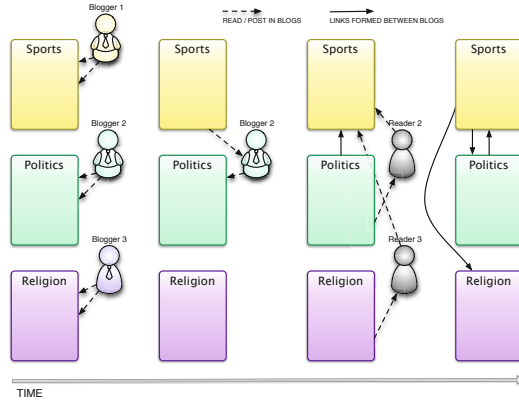 Blogger 1
READ / POST IN BLOGS
LINKS FORMED BETWEEN BLOGS
Sports
Sports
Sports
Sports
Blogger 2
Blogger 2
Reader 2
Politics
Politics
Politics
Politics
Blogger 3
Reader 3
Religion
Religion
Religion
Religion
TIME